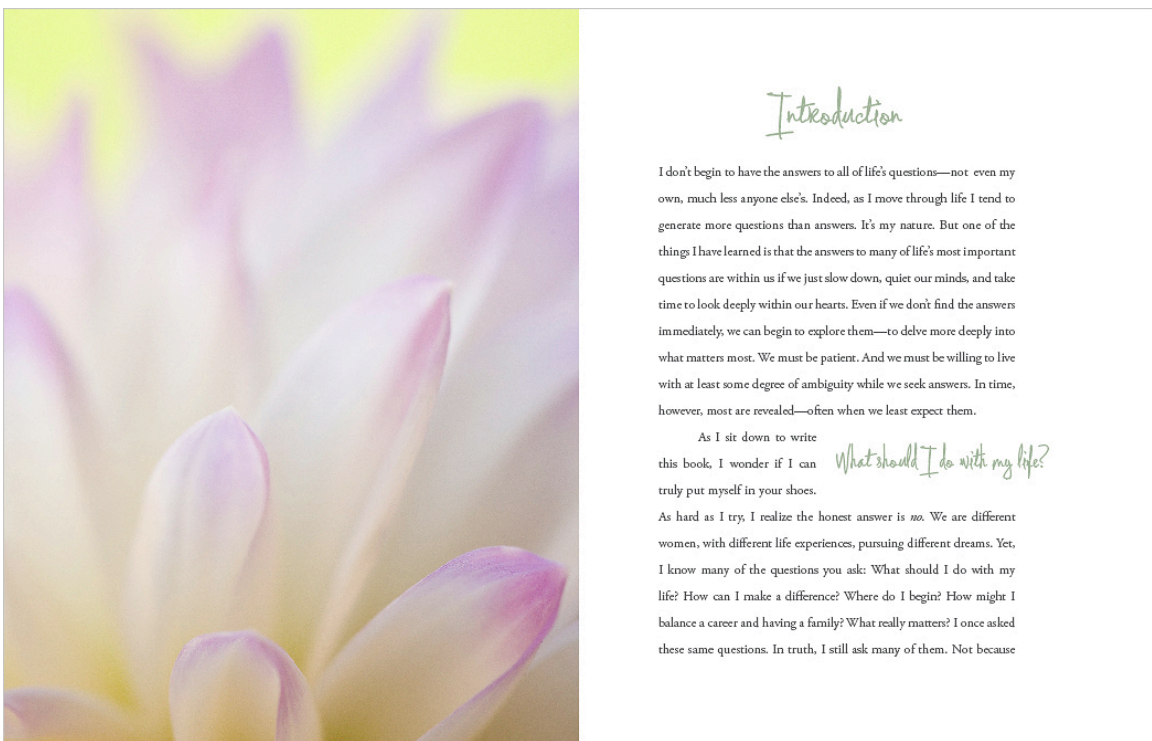 Introduction
I don't begin to have the answers to all of life's questions—not even my
own, much less anyone else's. Indeed, as I move through life I tend to
generate more questions than answers. It's my nature. But one of the
things I have learned is that the answers to many of life's most important
questions are within us if we just slow down, quiet our minds, and take
time to look deeply within our hearts. Even if we don't find the answers
immediately, we can begin to explore them—to delve more deeply into
what matters most. We must be patient. And we must be willing to live
with at least some degree of ambiguity while we seek answers. In time,
however, most are revealed—often when we least expect them.
As I sit down to write
this book, I wonder if I can
truly put myself in your shoes.
What should I do with my life?
As hard as I try, I realize the honest answer is no. We are different
women, with different life experiences, pursuing different dreams. Yet,
I know many of the questions you ask: What should I do with my
life? How can I make a difference? Where do I begin? How might I
balance a career and having a family? What really matters? I once asked
these same questions. In truth, I still ask many of them. Not because